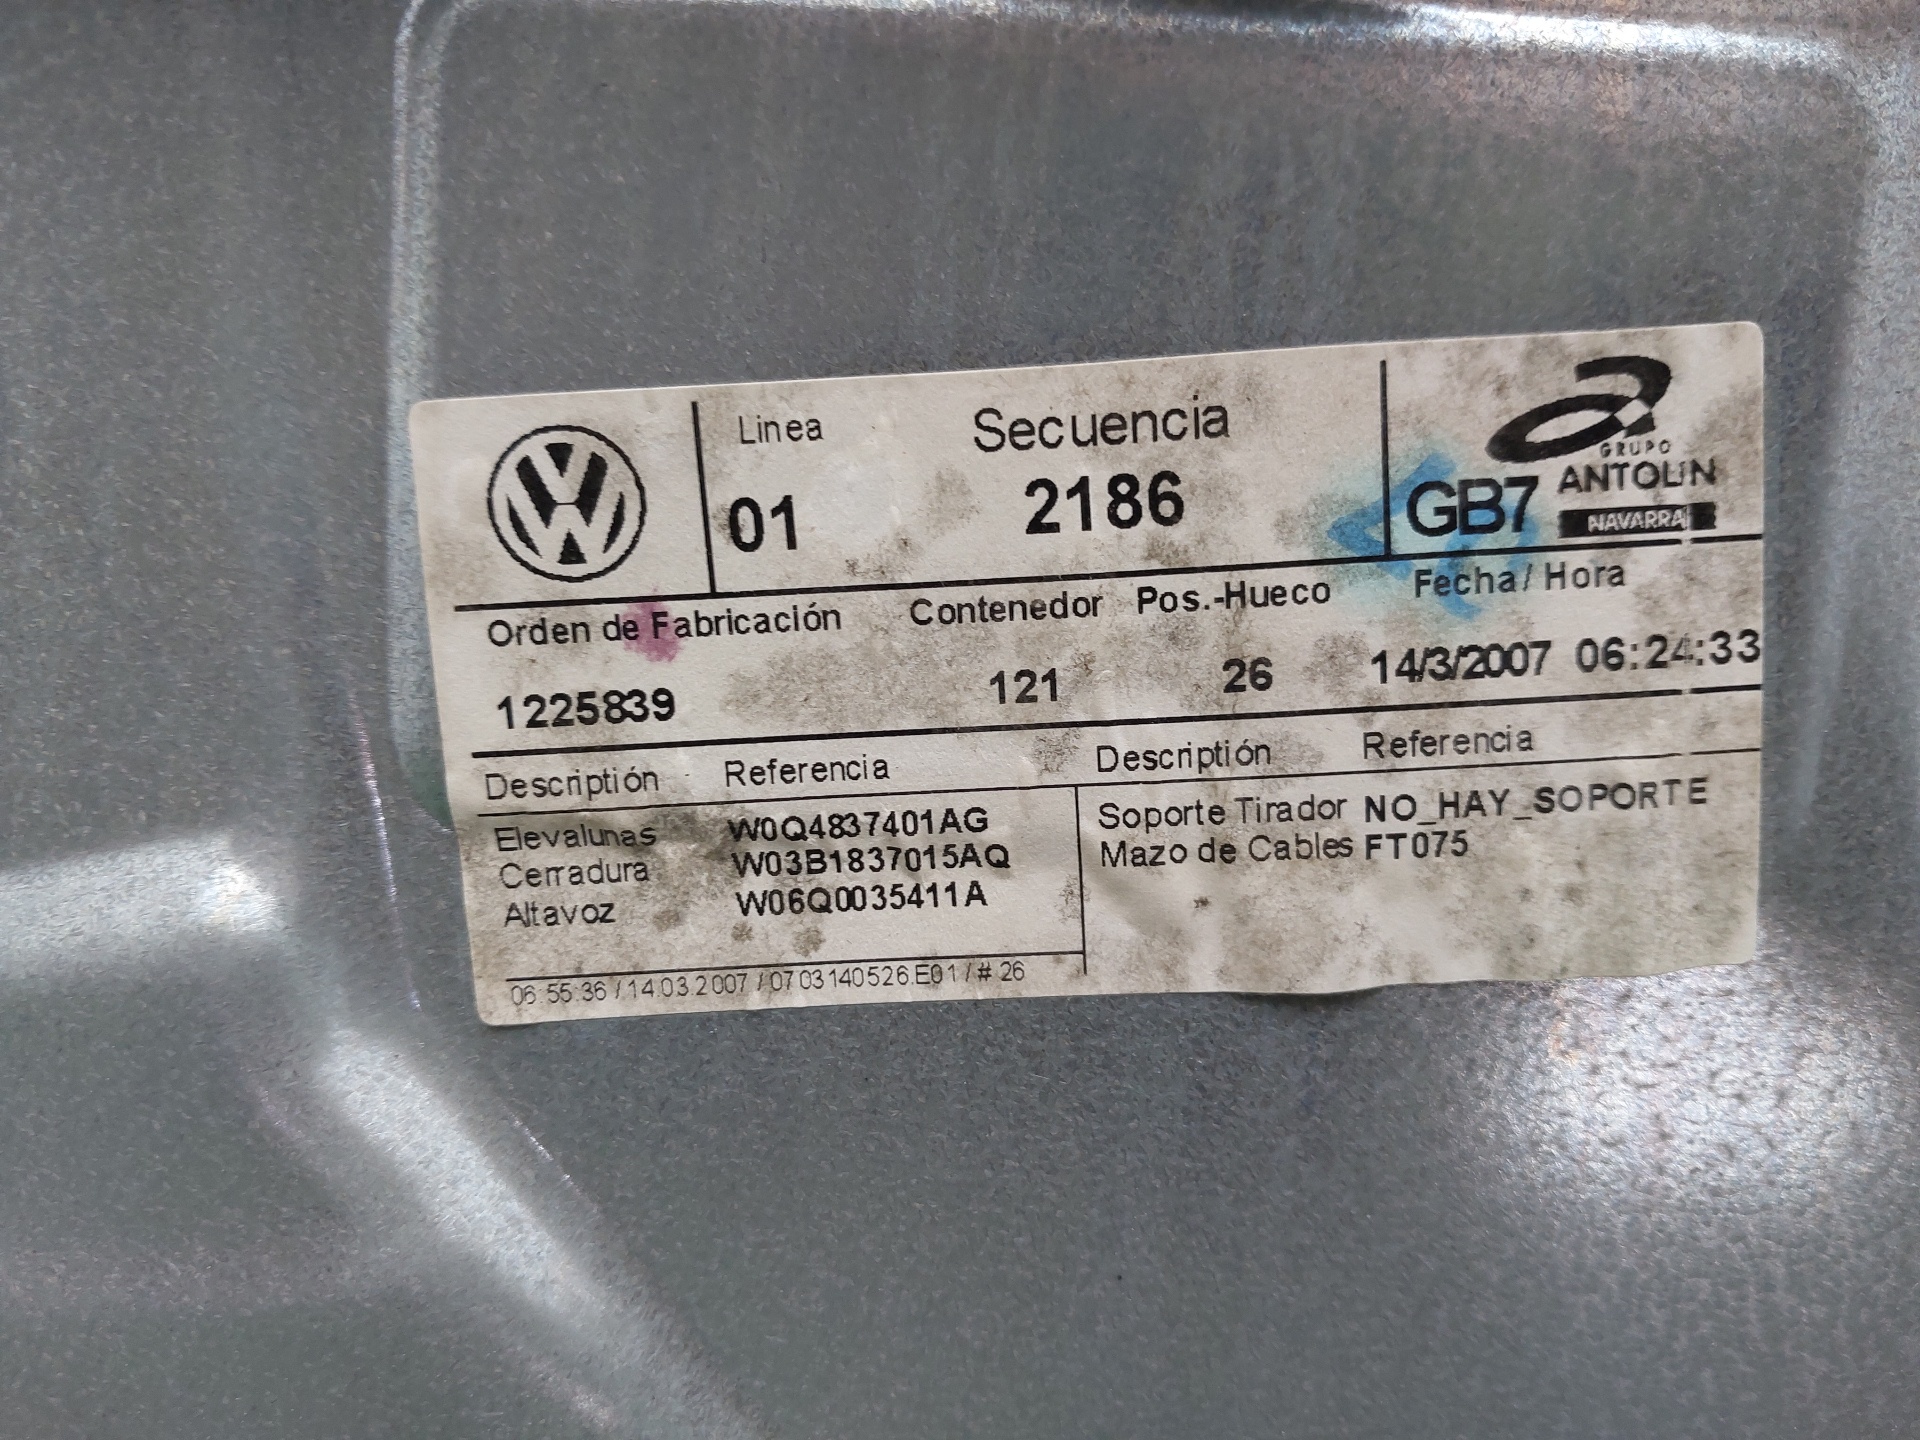 Linea Secuencia
01 2186
GB7 GRUPO ANTOLIN NAVARRA
Orden de Fabricación Contenedor Pos.-Hueco Fecha/ Hora
1225839 121 26 14/3/2007 06:24:33
Descriptión Referencia Descriptión Referencia
Elevalunas W0Q4837401AG Soporte Tirador NO_HAY_SOPORTE
Cerradura W03B1837015AQ Mazo de Cables FT075
Altavoz W06Q0035411A
06:55:36 / 14.03.2007 / 0703140526.E01 / # 26